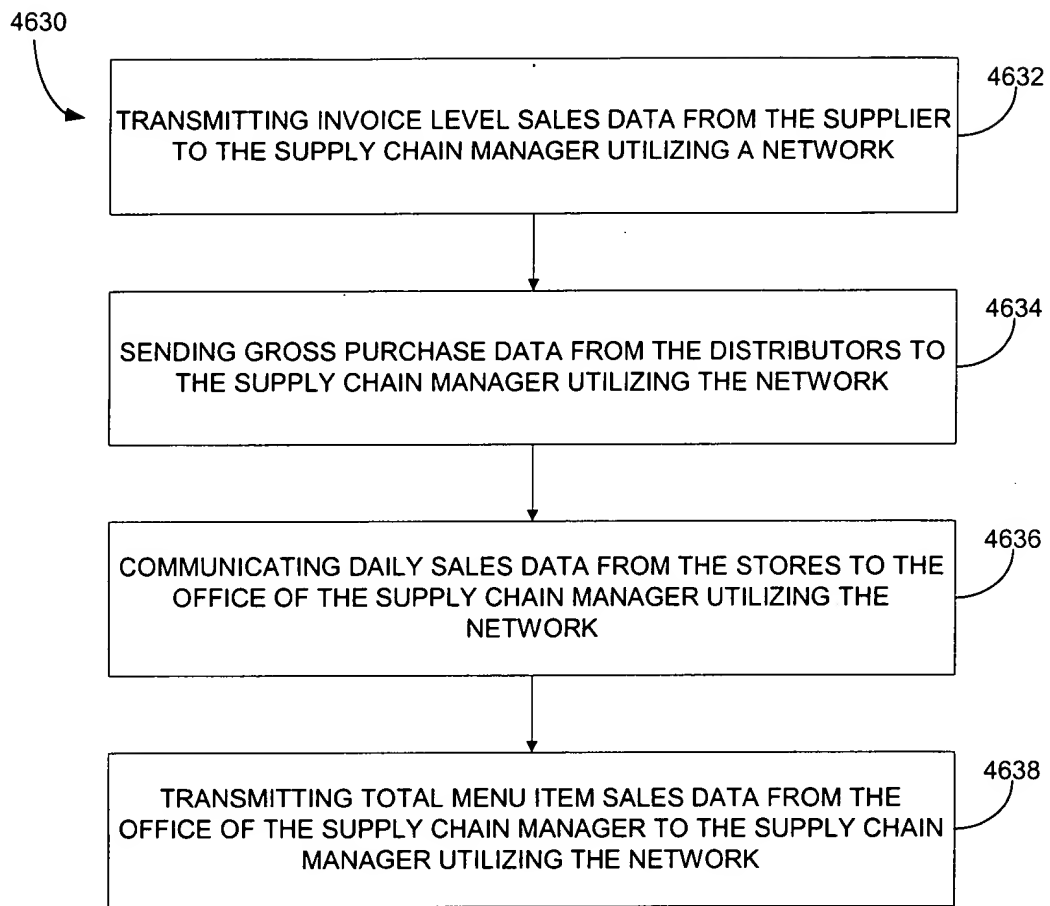 4630
4632
TRANSMITTING INVOICE LEVEL SALES DATA FROM THE SUPPLIER
TO THE SUPPLY CHAIN MANAGER UTILIZING A NETWORK
4634
SENDING GROSS PURCHASE DATA FROM THE DISTRIBUTORS TO
THE SUPPLY CHAIN MANAGER UTILIZING THE NETWORK
4636
COMMUNICATING DAILY SALES DATA FROM THE STORES TO THE
OFFICE OF THE SUPPLY CHAIN MANAGER UTILIZING THE
NETWORK
4638
TRANSMITTING TOTAL MENU ITEM SALES DATA FROM THE
OFFICE OF THE SUPPLY CHAIN MANAGER TO THE SUPPLY CHAIN
MANAGER UTILIZING THE NETWORK